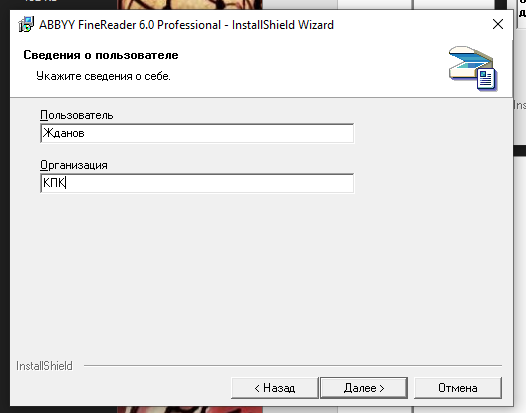 ABBYY FineReader 6.0 Professional - InstallShield Wizard
Сведения о пользователе
Укажите сведения о себе.
Пользователь
Жданов
Организация
КПК
InstallShield
< Назад
Далее >
Отмена